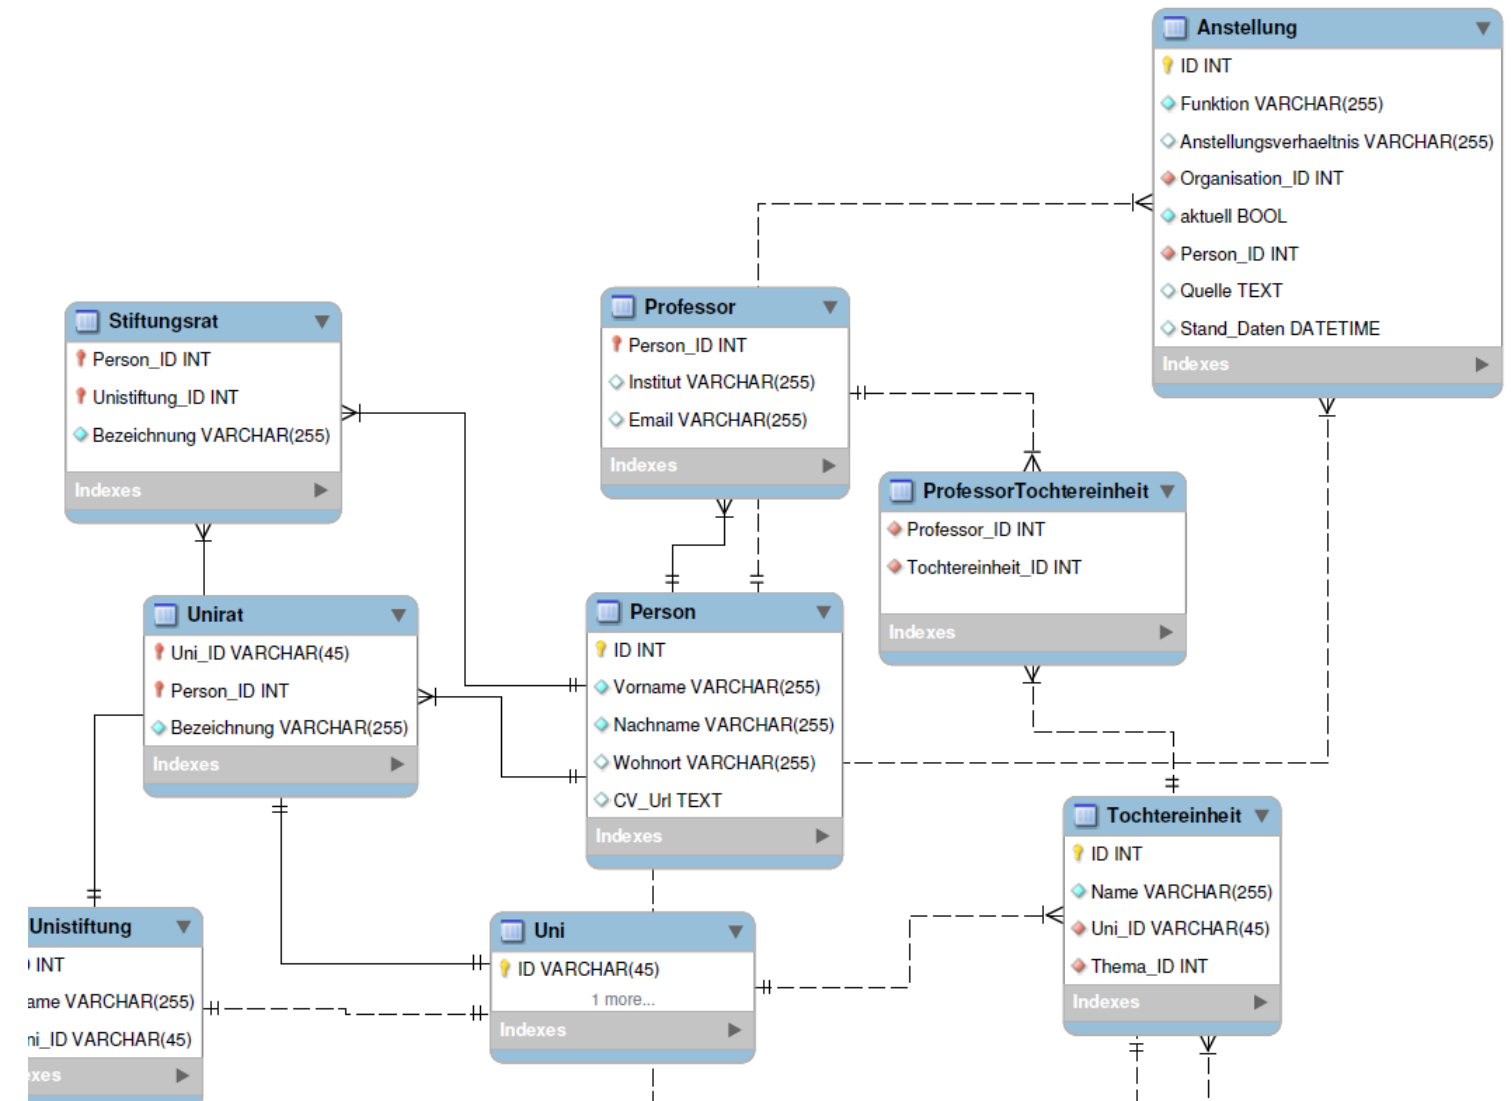 Anstellung
ID INT
Funktion VARCHAR(255)
Anstellungsverhaeltnis VARCHAR(255)
Organisation_ID INT
aktuell BOOL
Person_ID INT
Quelle TEXT
Stand_Daten DATETIME
Indexes
Stiftungsrat
Person_ID INT
Unistiftung_ID INT
Bezeichnung VARCHAR(255)
Indexes
Professor
Person_ID INT
Institut VARCHAR(255)
Email VARCHAR(255)
Indexes
ProfessorTochtereinheit
Professor_ID INT
Tochtereinheit_ID INT
Indexes
Unirat
Uni_ID VARCHAR(45)
Person_ID INT
Bezeichnung VARCHAR(255)
Indexes
Person
ID INT
Vorname VARCHAR(255)
Nachname VARCHAR(255)
Wohnort VARCHAR(255)
CV_Url TEXT
Indexes
Tochtereinheit
ID INT
Name VARCHAR(255)
Uni_ID VARCHAR(45)
Thema_ID INT
Indexes
Unistiftung
INT
ame VARCHAR(255)
ni_ID VARCHAR(45)
exes
Uni
ID VARCHAR(45)
1 more...
Indexes